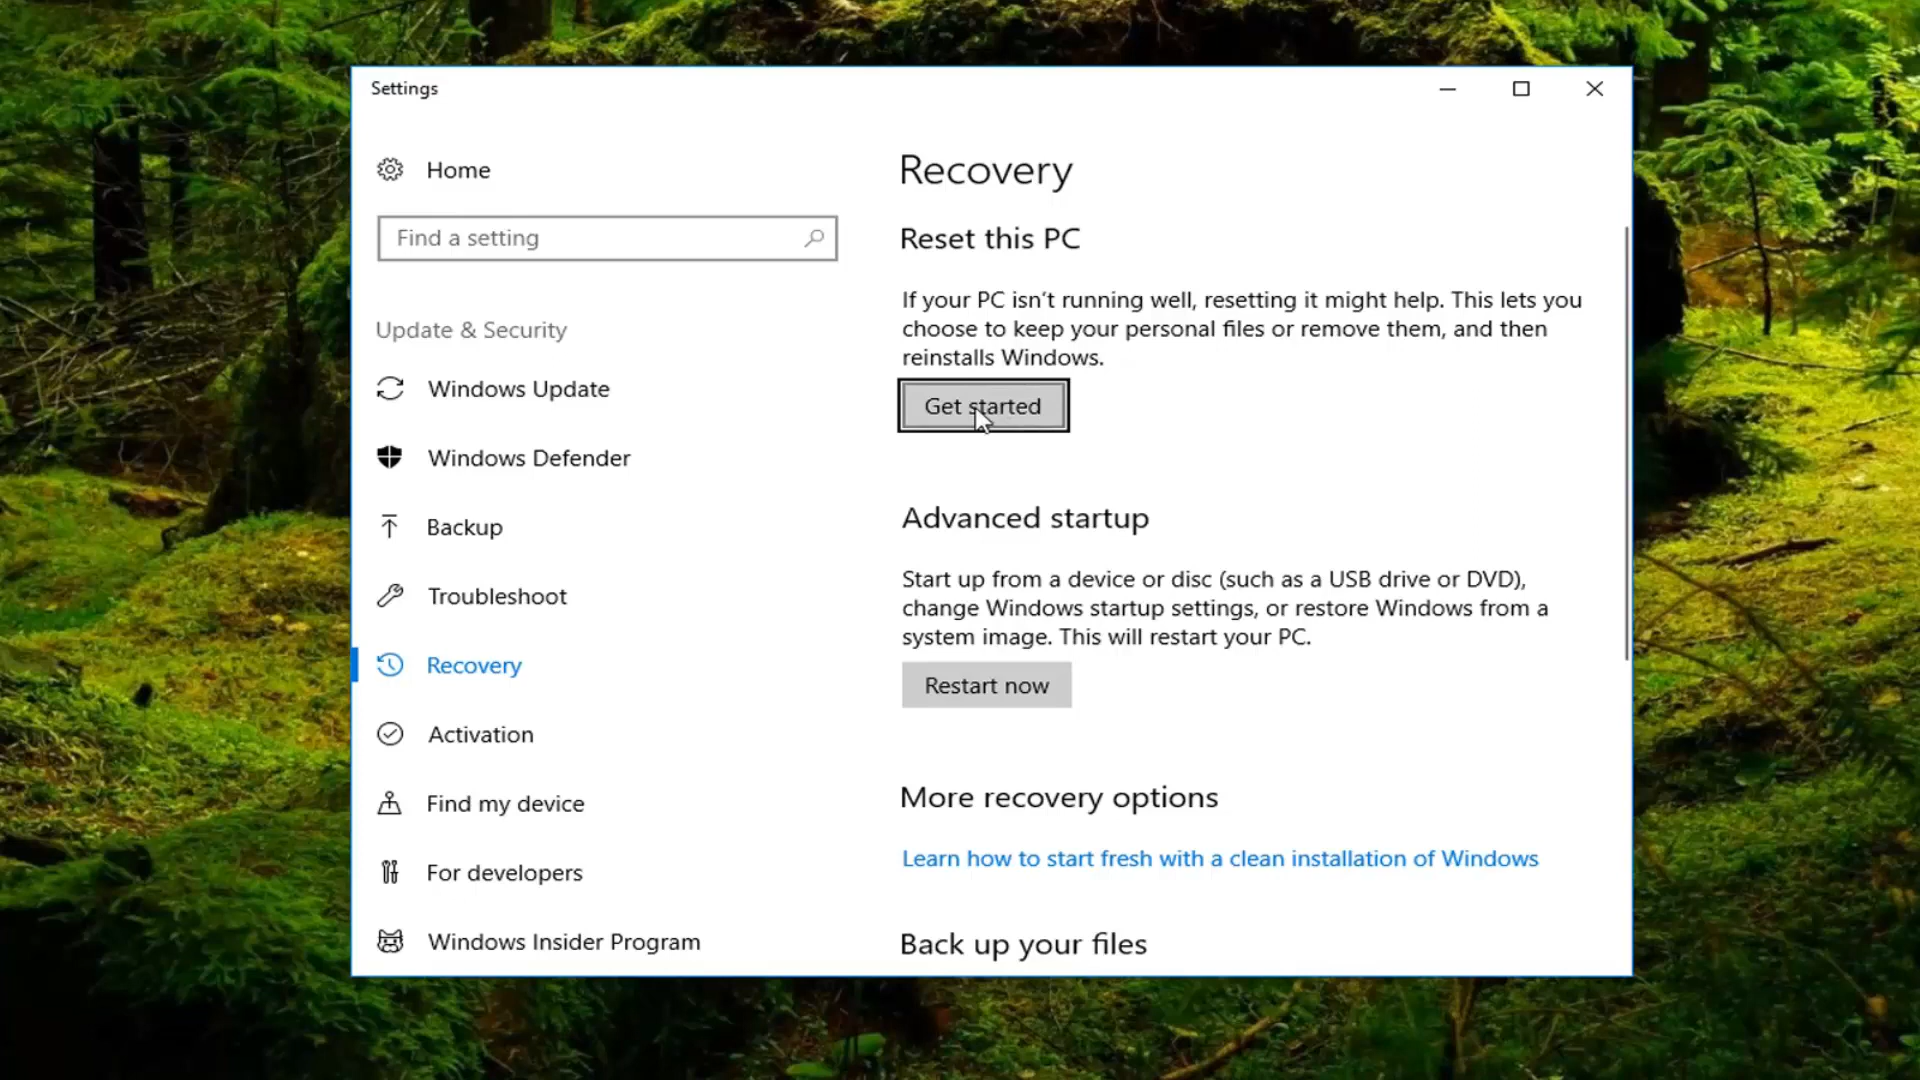 Settings
Home
Find a setting
Update & Security
Windows Update
Windows Defender
Backup
Troubleshoot
Recovery
Activation
Find my device
For developers
Windows Insider Program
Recovery
Reset this PC
If your PC isn't running well, resetting it might help. This lets you
choose to keep your personal files or remove them, and then
reinstalls Windows.
Get started
Advanced startup
Start up from a device or disc (such as a USB drive or DVD),
change Windows startup settings, or restore Windows from a
system image. This will restart your PC.
Restart now
More recovery options
Learn how to start fresh with a clean installation of Windows
Back up your files